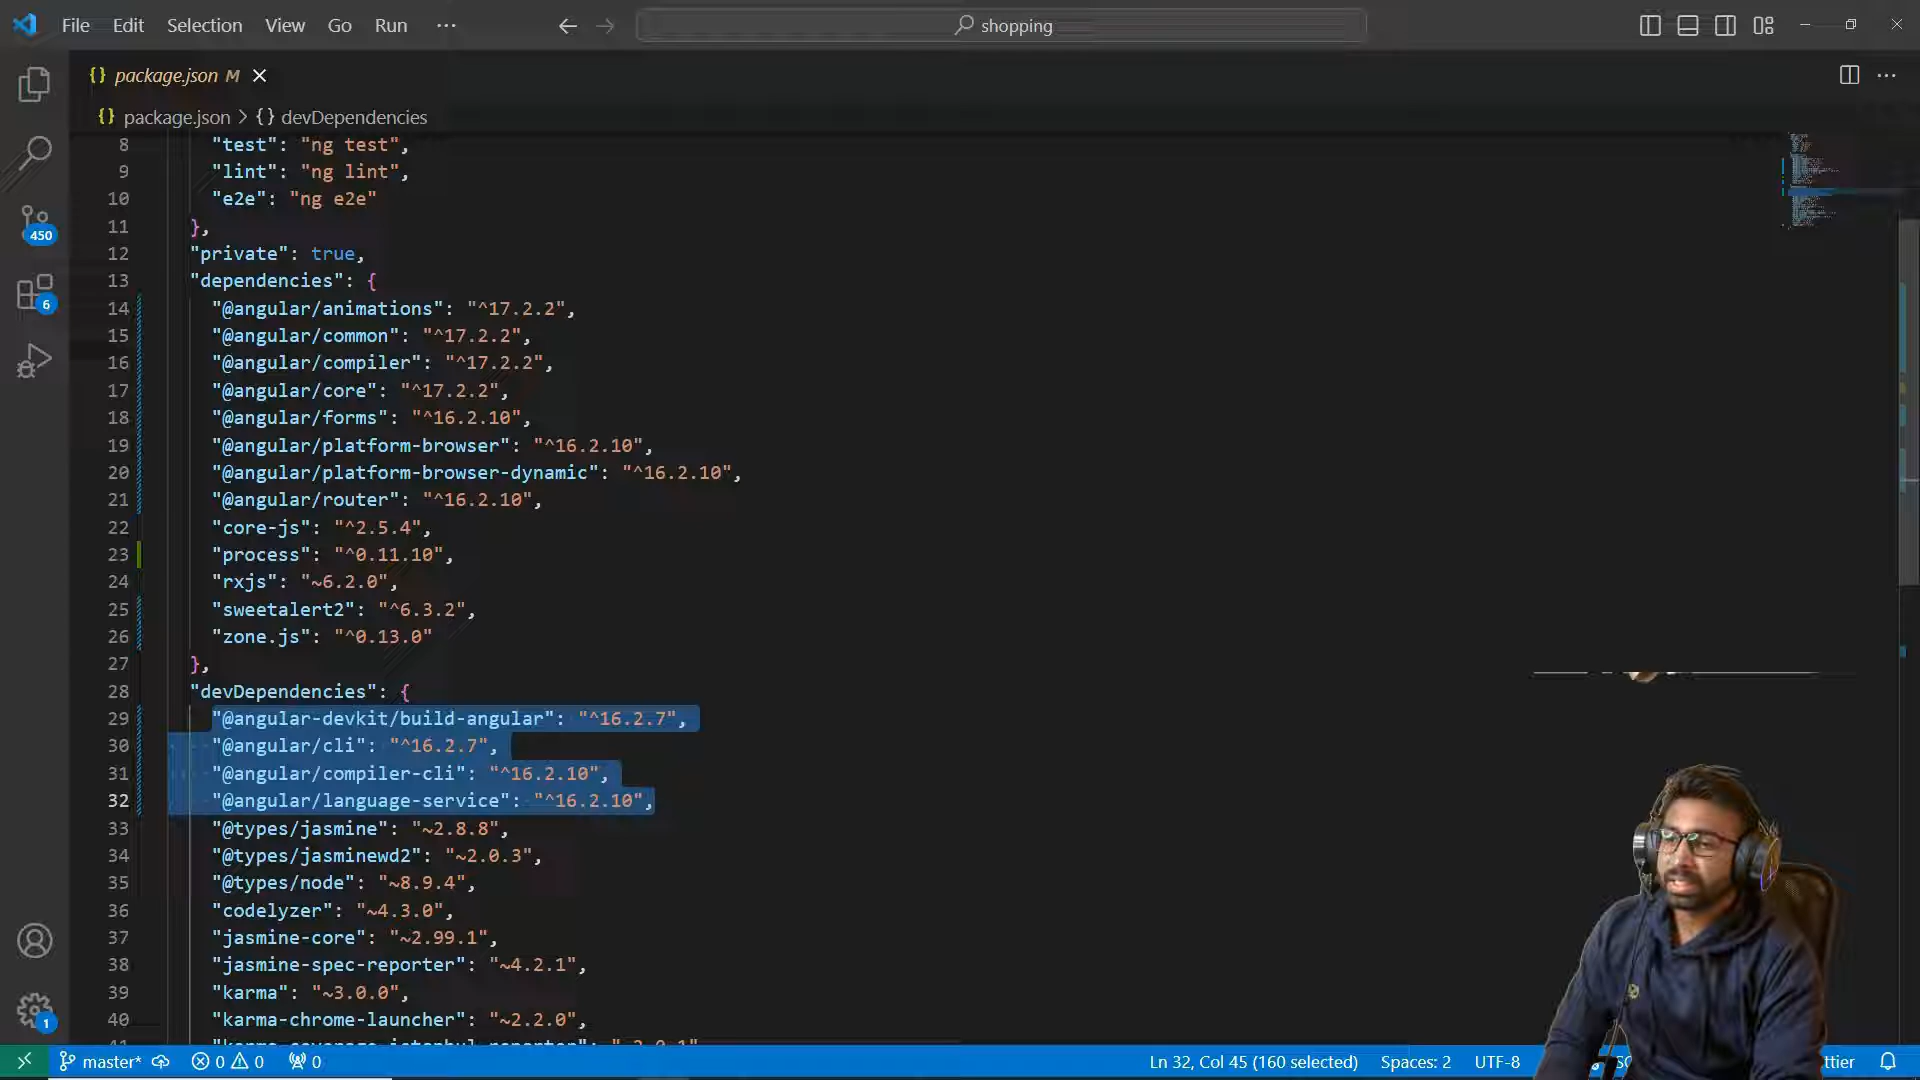 File Edit Selection View Go Run ··· shopping
package.json M
package.json > {} devDependencies
8 "test": "ng test",
9 "lint": "ng lint",
10 "e2e": "ng e2e"
11 },
12 "private": true,
13 "dependencies": {
14 "@angular/animations": "^17.2.2",
15 "@angular/common": "^17.2.2",
16 "@angular/compiler": "^17.2.2",
17 "@angular/core": "^17.2.2",
18 "@angular/forms": "^16.2.10",
19 "@angular/platform-browser": "^16.2.10",
20 "@angular/platform-browser-dynamic": "^16.2.10",
21 "@angular/router": "^16.2.10",
22 "core-js": "^2.5.4",
23 "process": "^0.11.10",
24 "rxjs": "~6.2.0",
25 "sweetalert2": "^6.3.2",
26 "zone.js": "^0.13.0"
27 },
28 "devDependencies": {
29 "@angular-devkit/build-angular": "^16.2.7",
30 "@angular/cli": "^16.2.7",
31 "@angular/compiler-cli": "^16.2.10",
32 "@angular/language-service": "^16.2.10",
33 "@types/jasmine": "~2.8.8",
34 "@types/jasminewd2": "~2.0.3",
35 "@types/node": "~8.9.4",
36 "codelyzer": "~4.3.0",
37 "jasmine-core": "~2.99.1",
38 "jasmine-spec-reporter": "~4.2.1",
39 "karma": "~3.0.0",
40 "karma-chrome-launcher": "~2.2.0",
450
6
1
master* 0 0 0 Ln 32, Col 45 (160 selected) Spaces: 2 UTF-8